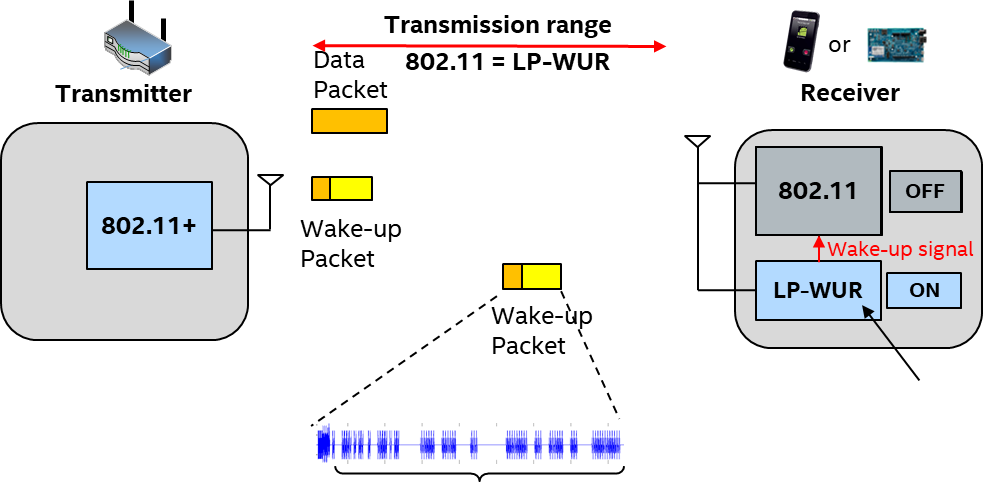 Transmission range
802.11 = LP-WUR
Data
Packet
Transmitter
or
Receiver
802.11+
Wake-up
Packet
802.11
OFF
Wake-up signal
LP-WUR
ON
Wake-up
Packet